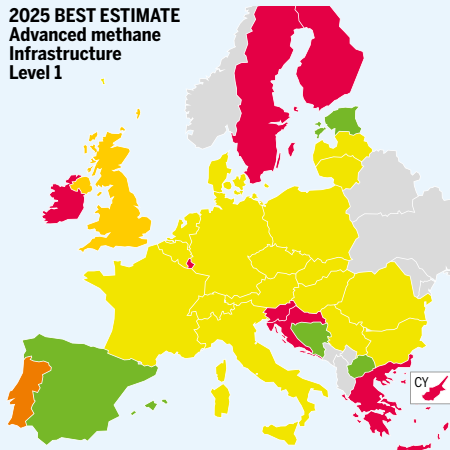 2025 BEST ESTIMATE
Advanced methane
Infrastructure
Level 1
CY